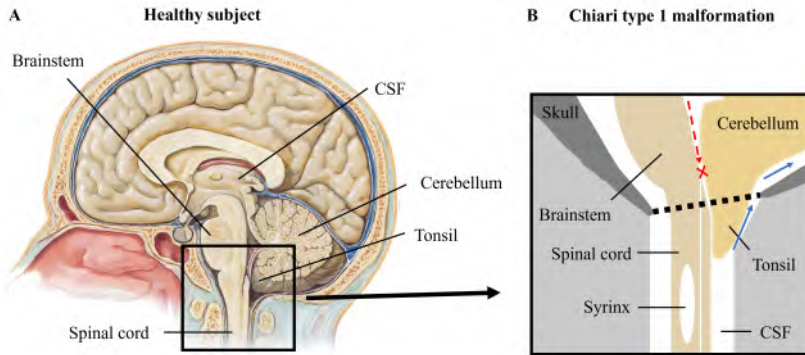 A
Healthy subject
Brainstem
CSF
Cerebellum
Tonsil
Spinal cord
B
Chiari type 1 malformation
Skull
Cerebellum
Brainstem
Spinal cord
Tonsil
Syrinx
CSF